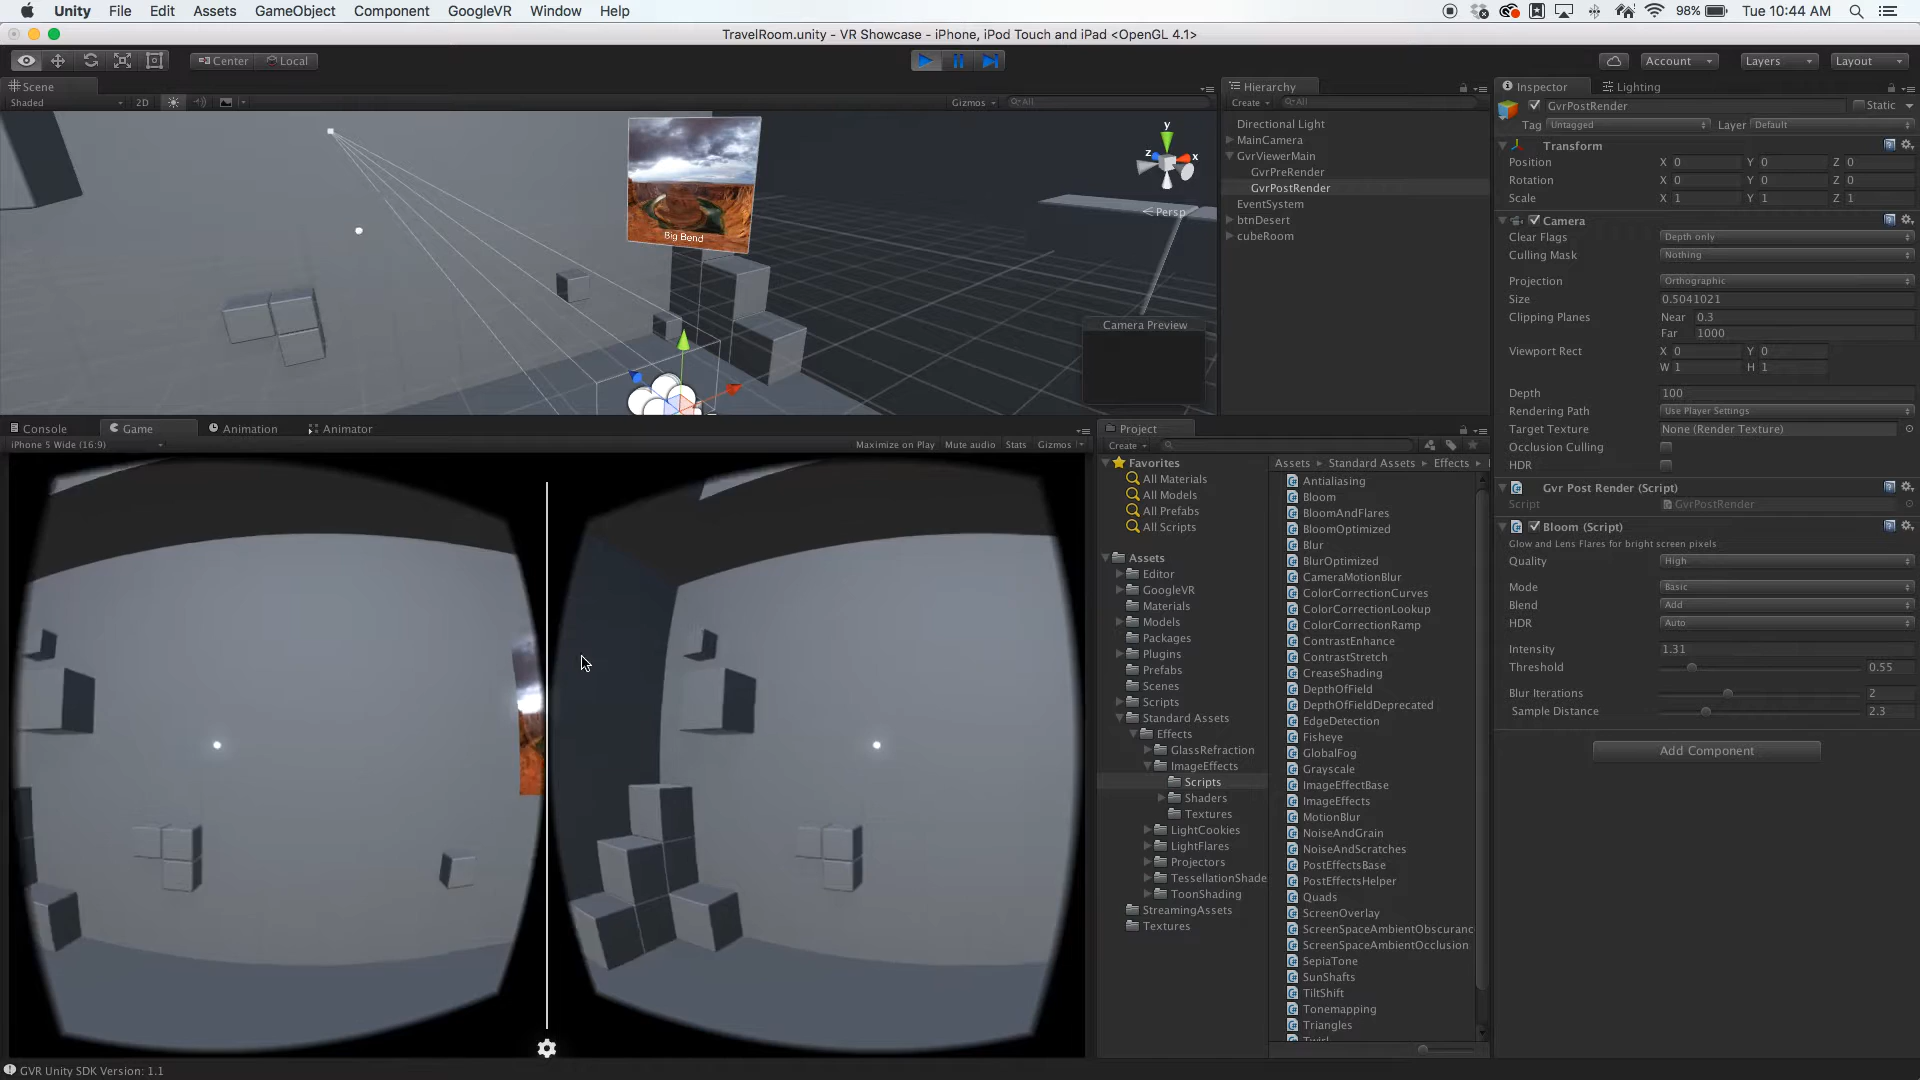 Unity File Edit Assets GameObject Component GoogleVR Window Help 98% Tue 10:44 AM
TravelRoom.unity - VR Showcase - iPhone, iPod Touch and iPad <OpenGL 4.1>
Center Local Account Layers Layout
Scene
Shaded 2D Gizmos All
y
z x
Persp
Big Bend
Camera Preview
Hierarchy
Create All
Directional Light
MainCamera
GvrViewerMain
GvrPreRender
GvrPostRender
EventSystem
btnDesert
cubeRoom
Inspector Lighting
GvrPostRender Static
Tag Untagged Layer Default
Transform
Position X 0 Y 0 Z 0
Rotation X 0 Y 0 Z 0
Scale X 1 Y 1 Z 1
Camera
Clear Flags Depth only
Culling Mask Nothing
Projection Orthographic
Size 0.5041021
Clipping Planes Near 0.3
Far 1000
Viewport Rect X 0 Y 0
W 1 H 1
Depth 100
Rendering Path Use Player Settings
Target Texture None (Render Texture)
Occlusion Culling
HDR
Gvr Post Render (Script)
Script GvrPostRender
Bloom (Script)
Glow and Lens Flares for bright screen pixels
Quality High
Mode Basic
Blend Add
HDR Auto
Intensity 1.31
Threshold 0.55
Blur Iterations 2
Sample Distance 2.3
Add Component
Console Game Animation Animator
iPhone 5 Wide (16:9) Maximize on Play Mute audio Stats Gizmos
Project
Create
Favorites
All Materials
All Models
All Prefabs
All Scripts
Assets
Editor
GoogleVR
Materials
Models
Packages
Plugins
Prefabs
Scenes
Scripts
Standard Assets
Effects
GlassRefraction
ImageEffects
Scripts
Shaders
Textures
LightCookies
LightFlares
Projectors
TessellationShade
ToonShading
StreamingAssets
Textures
Assets Standard Assets Effects
Antialiasing
Bloom
BloomAndFlares
BloomOptimized
Blur
BlurOptimized
CameraMotionBlur
ColorCorrectionCurves
ColorCorrectionLookup
ColorCorrectionRamp
ContrastEnhance
ContrastStretch
CreaseShading
DepthOfField
DepthOfFieldDeprecated
EdgeDetection
Fisheye
GlobalFog
Grayscale
ImageEffectBase
ImageEffects
MotionBlur
NoiseAndGrain
NoiseAndScratches
PostEffectsBase
PostEffectsHelper
Quads
ScreenOverlay
ScreenSpaceAmbientObscuranc
ScreenSpaceAmbientOcclusion
SepiaTone
SunShafts
TiltShift
Tonemapping
Triangles
GVR Unity SDK Version: 1.1